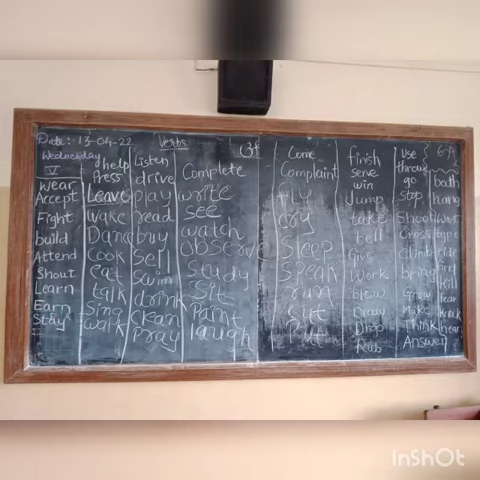 Date:- 13-04-22
Verbs
Wednesday
V
Wear
Accept
Fight
build
Attend
Shout
Learn
Earn
Stay
help
Press
Leave
Wake
Dance
Cook
eat
talk
Sing
walk
Listen
drive
play
read
buy
Sell
Swim
drink
Clean
pray
Complete
write
see
watch
observe
Study
Sit
Paint
laugh
Come
Complaint
fly
cry
Sleep
Speak
run
Cut
Put
finish
serve
win
Jump
take
tell
Give
Work
blow
Draw
Drop
Rub
use
throw
go
stop
Shoot
Cross
climb
bring
Grow
Make
Think
Answer
bath
hang
type
ride
kill
tear
knock
hear
InShOt